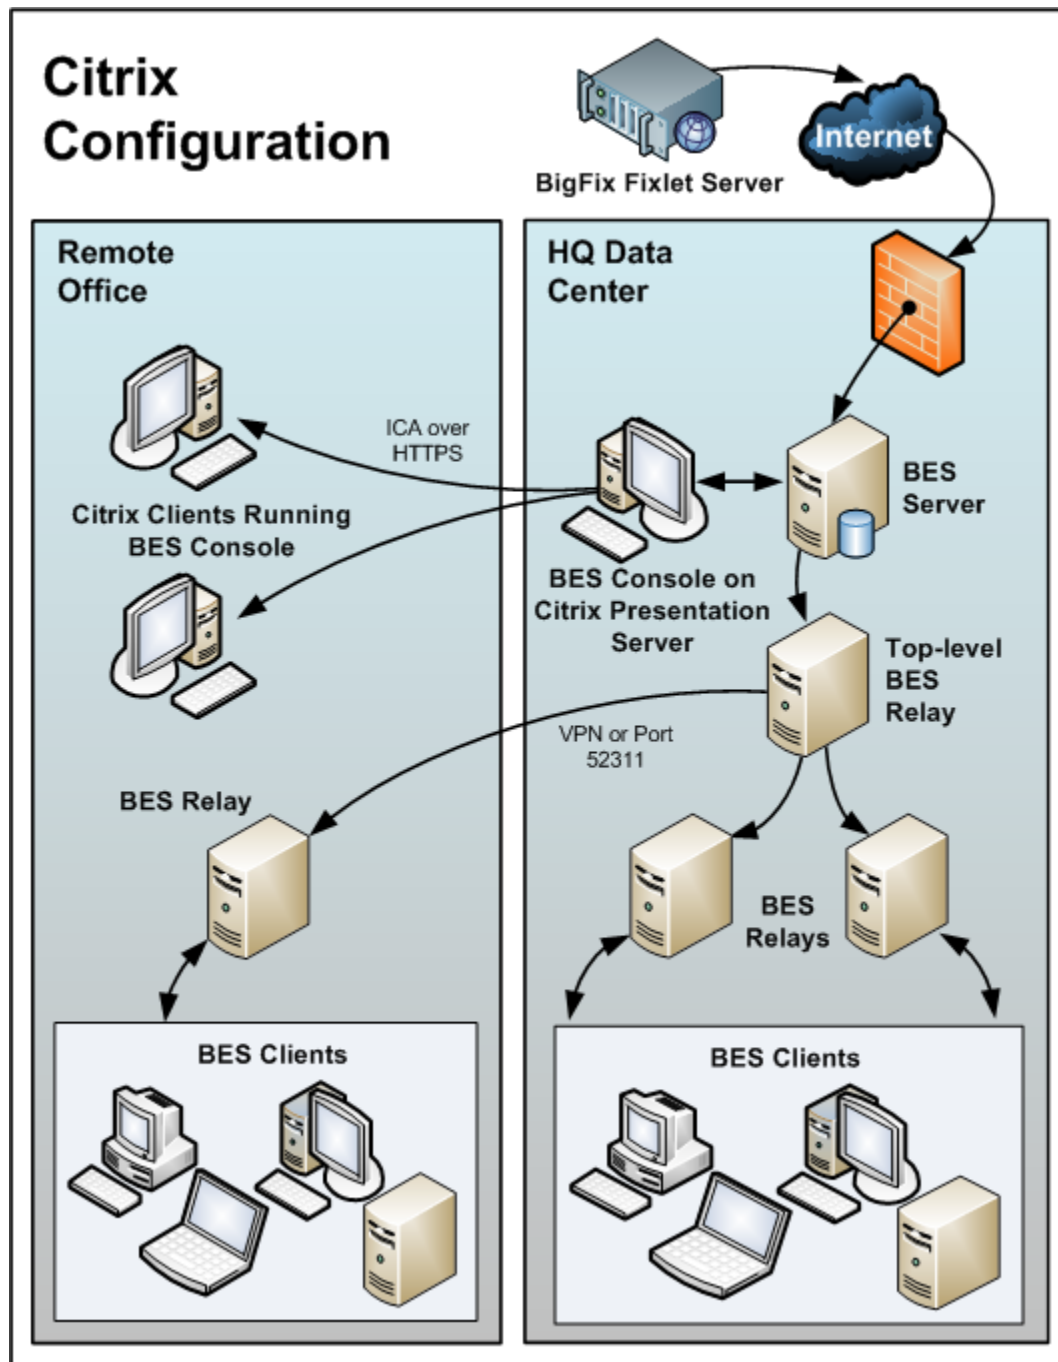 Citrix
Configuration
BigFix Fixlet Server
Internet
Remote
Office
HQ Data
Center
ICA over
HTTPS
Citrix Clients Running
BES Console
BES
Server
BES Console on
Citrix Presentation
Server
Top-level
BES
Relay
VPN or Port
52311
BES Relay
BES
Relays
BES Clients
BES Clients